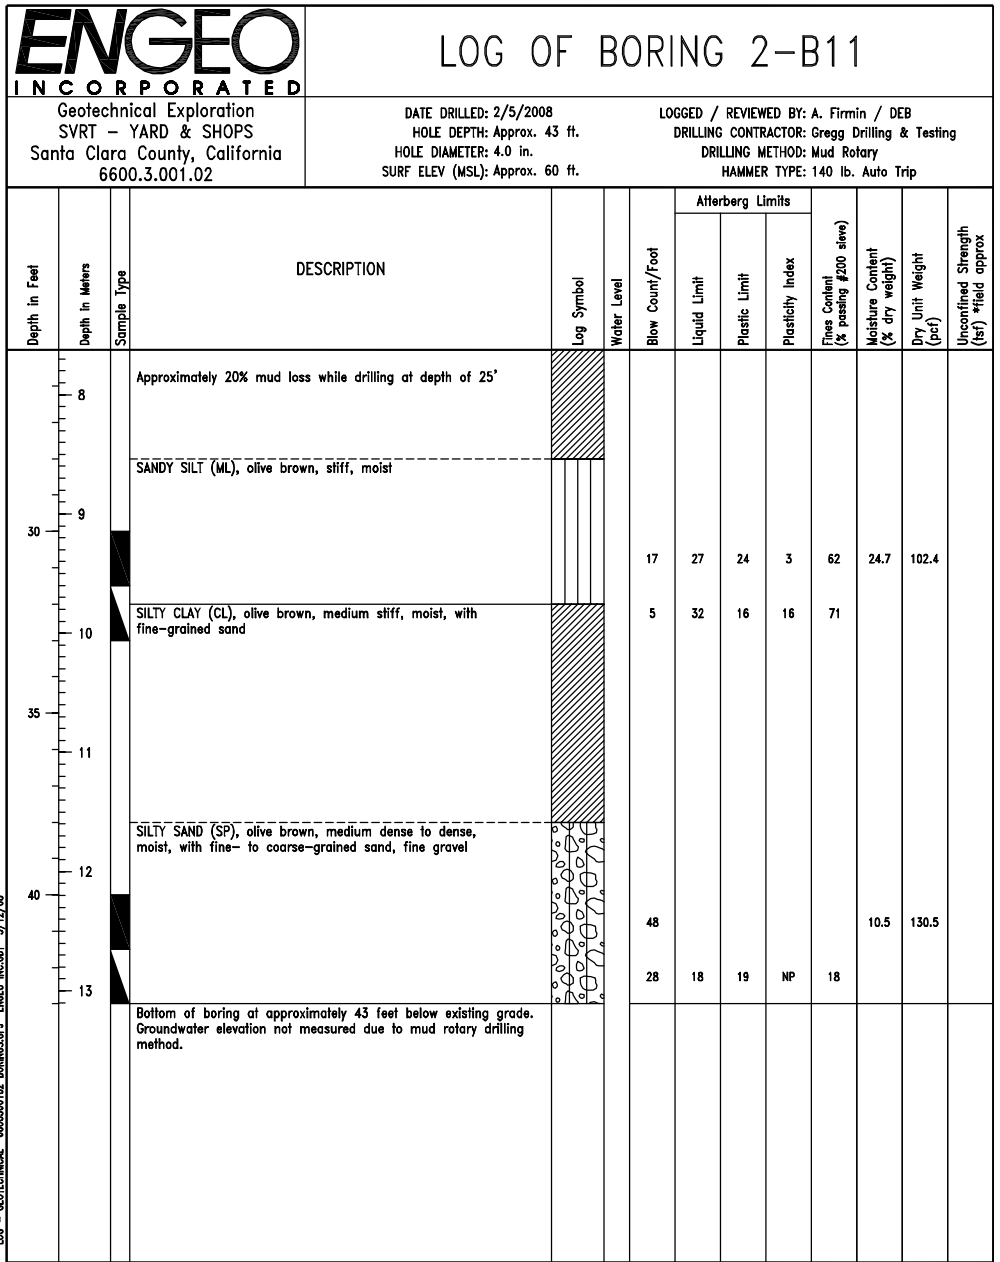 ENGEO
INCORPORATED
LOG OF BORING 2-B11
Geotechnical Exploration
SVRT - YARD & SHOPS
Santa Clara County, California
6600.3.001.02
DATE DRILLED: 2/5/2008
HOLE DEPTH: Approx. 43 ft.
HOLE DIAMETER: 4.0 in.
SURF ELEV (MSL): Approx. 60 ft.
LOGGED / REVIEWED BY: A. Firmin / DEB
DRILLING CONTRACTOR: Gregg Drilling & Testing
DRILLING METHOD: Mud Rotary
HAMMER TYPE: 140 lb. Auto Trip
Depth in Feet
Depth in Meters
Sample Type
DESCRIPTION
Log Symbol
Water Level
Blow Count/Foot
Atterberg Limits
Liquid Limit
Plastic Limit
Plasticity Index
Fines Content
(% passing #200 sieve)
Moisture Content
(% dry weight)
Dry Unit Weight
(pcf)
Unconfined Strength
(tsf) *field approx
Approximately 20% mud loss while drilling at depth of 25'
8
SANDY SILT (ML), olive brown, stiff, moist
9
30
17 27 24 3 62 24.7 102.4
SILTY CLAY (CL), olive brown, medium stiff, moist, with
fine-grained sand
5 32 16 16 71
10
35
11
SILTY SAND (SP), olive brown, medium dense to dense,
moist, with fine- to coarse-grained sand, fine gravel
12
40
48 10.5 130.5
28 18 19 NP 18
13
Bottom of boring at approximately 43 feet below existing grade.
Groundwater elevation not measured due to mud rotary drilling
method.